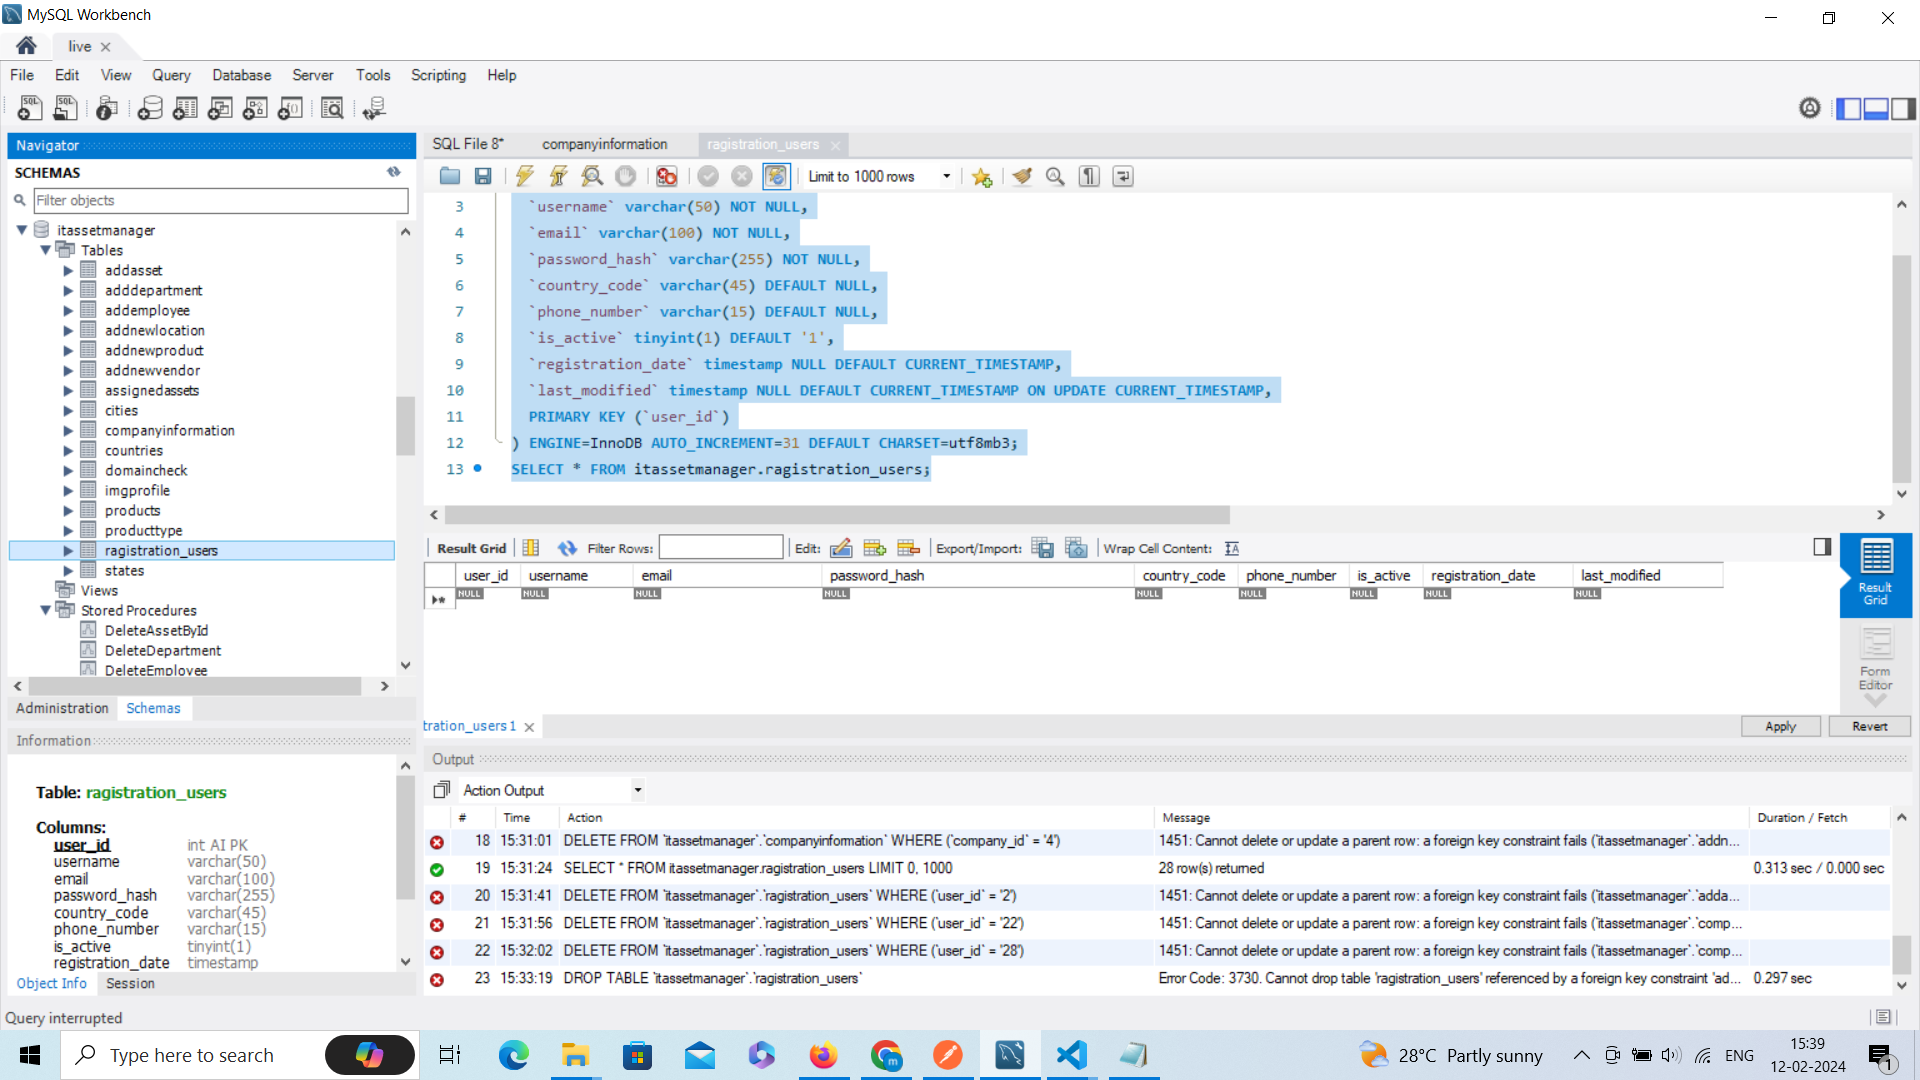 MySQL Workbench
live
File Edit View Query Database Server Tools Scripting Help
Navigator
SCHEMAS
Filter objects
itassetmanager
Tables
addasset
adddepartment
addemployee
addnewlocation
addnewproduct
addnewvendor
assignedassets
cities
companyinformation
countries
domaincheck
imgprofile
products
producttype
ragistration_users
states
Views
Stored Procedures
DeleteAssetById
DeleteDepartment
DeleteEmployee
Administration Schemas
Information
Table: ragistration_users
Columns:
user_id int AI PK
username varchar(50)
email varchar(100)
password_hash varchar(255)
country_code varchar(45)
phone_number varchar(15)
is_active tinyint(1)
registration_date timestamp
Object Info Session
Query interrupted
SQL File 8* companyinformation ragistration_users
Limit to 1000 rows
3 `username` varchar(50) NOT NULL,
4 `email` varchar(100) NOT NULL,
5 `password_hash` varchar(255) NOT NULL,
6 `country_code` varchar(45) DEFAULT NULL,
7 `phone_number` varchar(15) DEFAULT NULL,
8 `is_active` tinyint(1) DEFAULT '1',
9 `registration_date` timestamp NULL DEFAULT CURRENT_TIMESTAMP,
10 `last_modified` timestamp NULL DEFAULT CURRENT_TIMESTAMP ON UPDATE CURRENT_TIMESTAMP,
11 PRIMARY KEY (`user_id`)
12 ) ENGINE=InnoDB AUTO_INCREMENT=31 DEFAULT CHARSET=utf8mb3;
13 SELECT * FROM itassetmanager.ragistration_users;
Result Grid Filter Rows: Edit: Export/Import: Wrap Cell Content:
user_id username email password_hash country_code phone_number is_active registration_date last_modified
NULL NULL NULL NULL NULL NULL NULL NULL NULL
Result Grid
Form Editor
tration_users 1
Apply Revert
Output
Action Output
# Time Action Message Duration / Fetch
18 15:31:01 DELETE FROM `itassetmanager`.`companyinformation` WHERE (`company_id` = '4') 1451: Cannot delete or update a parent row: a foreign key constraint fails (`itassetmanager`.`addn...
19 15:31:24 SELECT * FROM itassetmanager.ragistration_users LIMIT 0, 1000 28 row(s) returned 0.313 sec / 0.000 sec
20 15:31:41 DELETE FROM `itassetmanager`.`ragistration_users` WHERE (`user_id` = '2') 1451: Cannot delete or update a parent row: a foreign key constraint fails (`itassetmanager`.`adda...
21 15:31:56 DELETE FROM `itassetmanager`.`ragistration_users` WHERE (`user_id` = '22') 1451: Cannot delete or update a parent row: a foreign key constraint fails (`itassetmanager`.`comp...
22 15:32:02 DELETE FROM `itassetmanager`.`ragistration_users` WHERE (`user_id` = '28') 1451: Cannot delete or update a parent row: a foreign key constraint fails (`itassetmanager`.`comp...
23 15:33:19 DROP TABLE `itassetmanager`.`ragistration_users` Error Code: 3730. Cannot drop table 'ragistration_users' referenced by a foreign key constraint 'ad... 0.297 sec
Type here to search
28°C Partly sunny
ENG
15:39
12-02-2024
1